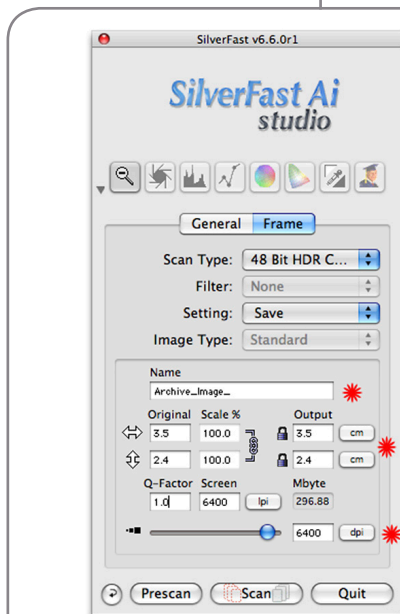 SilverFast v6.6.0r1
SilverFast Ai
studio
General Frame
Scan Type: 48 Bit HDR C...
Filter: None
Setting: Save
Image Type: Standard
Name
Archive_Image_
Original Scale % Output
3.5 100.0 3.5 cm
2.4 100.0 2.4 cm
Q-Factor Screen Mbyte
1.0 6400 lpi 296.88
6400 dpi
Prescan Scan Quit